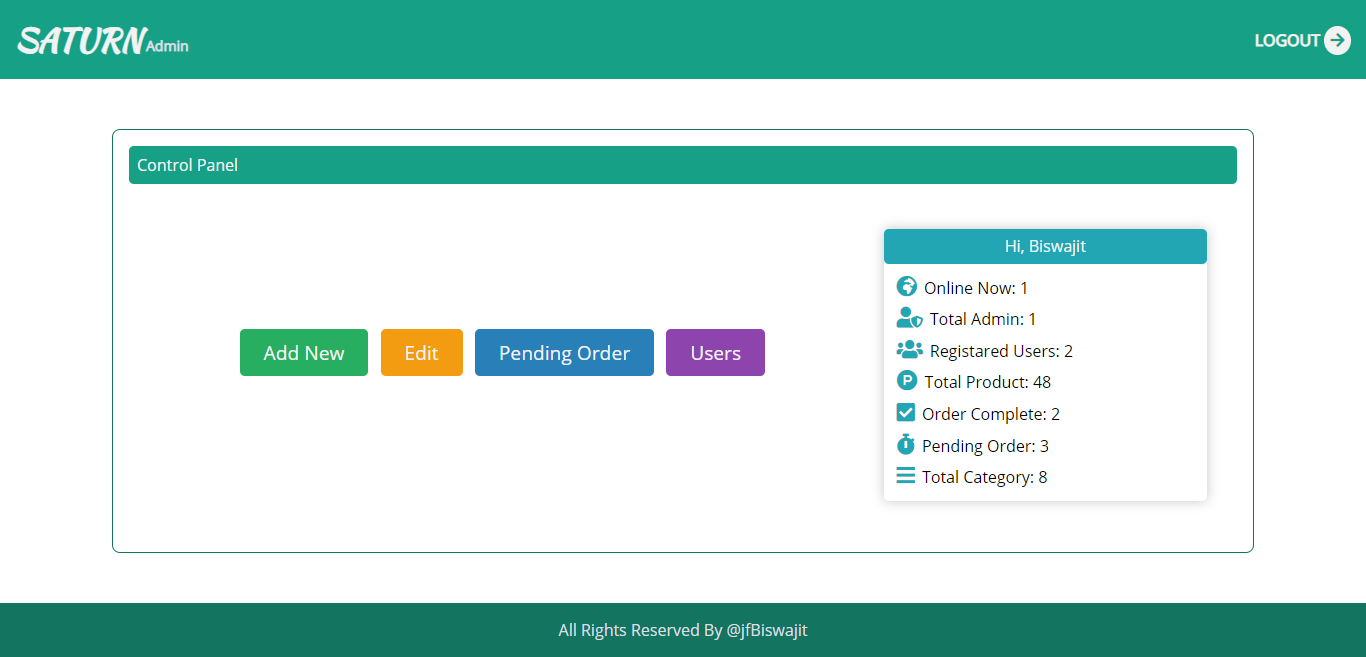 SATURN Admin
LOGOUT
Control Panel
Add New
Edit
Pending Order
Users
Hi, Biswajit
Online Now: 1
Total Admin: 1
Registared Users: 2
P Total Product: 48
Order Complete: 2
Pending Order: 3
Total Category: 8
All Rights Reserved By @jfBiswajit